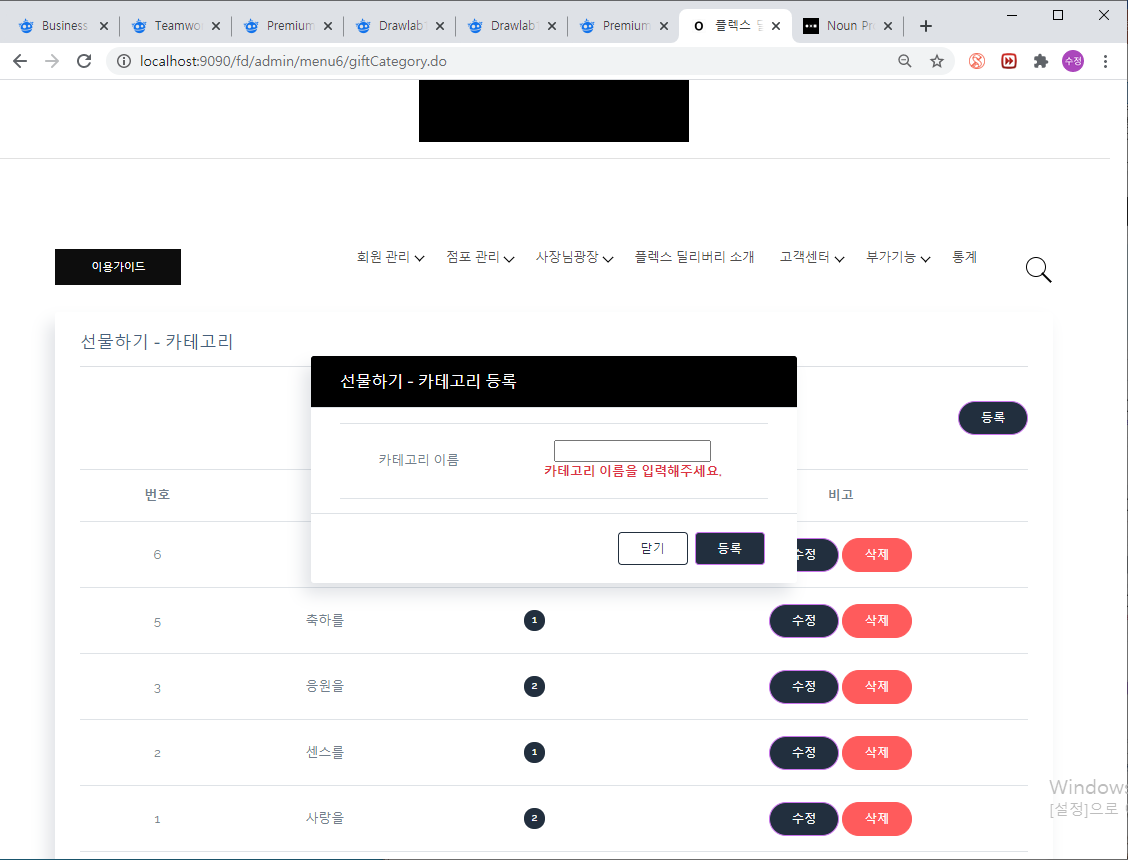 Business
Teamwo
Premium
Drawlab
Drawlab
Premium
플렉스
Noun Pr
localhost:9090/fd/admin/menu6/giftCategory.do
수정
이용가이드
회원 관리 점포 관리 사장님광장 플렉스 딜리버리 소개 고객센터 부가기능 통계
선물하기 - 카테고리
선물하기 - 카테고리 등록
등록
카테고리 이름
카테고리 이름을 입력해주세요.
번호 비고
닫기 등록
6 수정 삭제
5 축하를 1 수정 삭제
3 응원을 2 수정 삭제
2 센스를 1 수정 삭제
1 사랑을 2 수정 삭제
Windows
[설정]으로